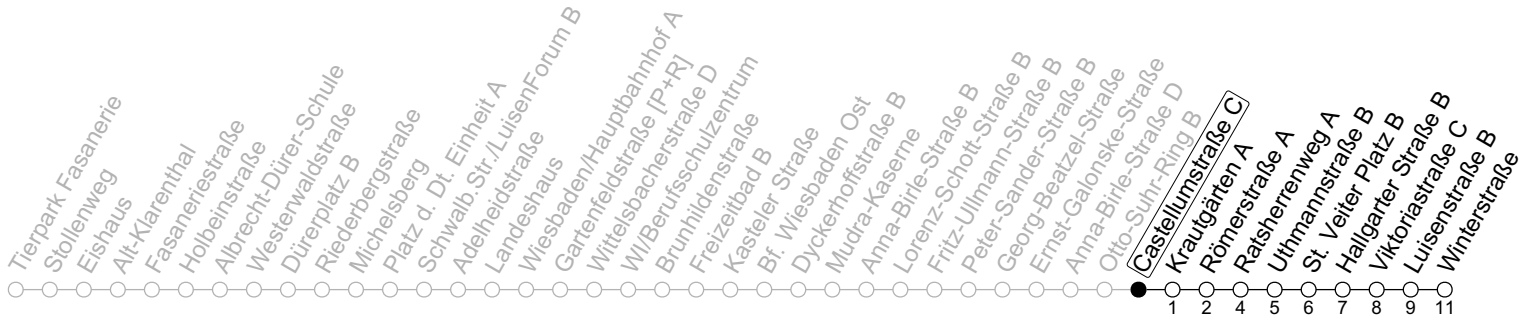 Tierpark Fasanerie
Stollenweg
Eishaus
Alt-Klarenthal
Fasaneriestraße
Holbeinstraße
Albrecht-Dürer-Schule
Westerwaldstraße
Dürerplatz B
Riederbergstraße
Michelsberg
Platz d. Dt. Einheit A
Schwalb.Str./LuisenForum B
Adelheidstraße
Landeshaus
Wiesbaden/Hauptbahnhof A
Gartenfeldstraße [P+R]
Wittelsbacherstraße D
WI/Berufsschulzentrum
Brunhildenstraße
Freizeitbad B
Kasteler Straße
Bf. Wiesbaden Ost
Dyckerhoffstraße B
Mudra-Kaserne
Anna-Birle-Straße B
Lorenz-Schott-Straße B
Fritz-Ullmann-Straße B
Peter-Sander-Straße B
Georg-Beatzel-Straße
Ernst-Galonske-Straße
Anna-Birle-Straße D
Otto-Suhr-Ring B
Castellumstraße C
Krautgärten A
Römerstraße A
Ratsherrenweg A
Uthmannstraße B
St. Veiter Platz B
Hallgarter Straße B
Viktoriastraße C
Luisenstraße B
Winterstraße
1 2 4 5 6 7 8 9 11